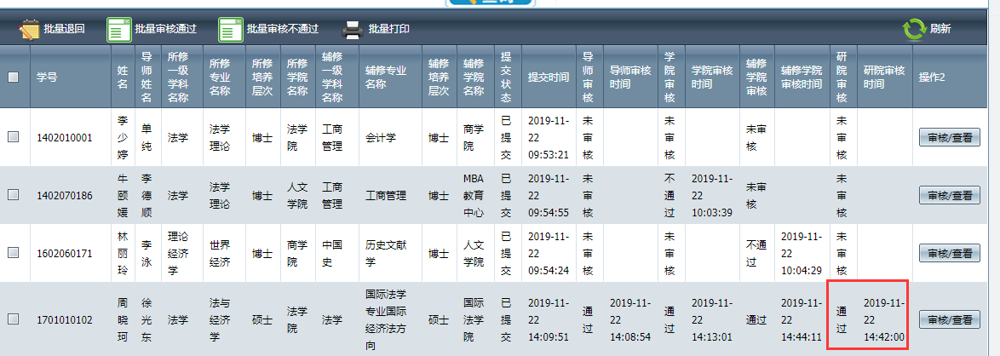 批量退回 批量审核通过 批量审核不通过 批量打印 刷新
学号 姓名 导师姓名 所修一级学科名称 所修专业名称 所修培养层次 所修学院名称 辅修一级学科名称 辅修专业名称 辅修培养层次 辅修学院名称 提交状态 提交时间 导师审核 导师审核时间 学院审核 学院审核时间 辅修学院审核 辅修学院审核时间 研院审核 研院审核时间 操作2
1402010001 李少婷 单纯 法学 法学理论 博士 法学院 工商管理 会计学 博士 商学院 已提交 2019-11-22 09:53:21 未审核 未审核 未审核 未审核 审核/查看
1402070186 牛颐媛 李德顺 法学 法学理论 博士 人文学院 工商管理 工商管理 博士 MBA教育中心 已提交 2019-11-22 09:54:55 未审核 不通过 2019-11-22 10:03:39 未审核 未审核 审核/查看
1602060171 林丽玲 李泳 理论经济学 世界经济 博士 商学院 中国史 历史文献学 博士 人文学院 已提交 2019-11-22 09:54:24 未审核 未审核 不通过 2019-11-22 10:04:29 未审核 审核/查看
1701010102 周晓珂 徐光东 法学 法与经济学 硕士 法学院 法学 国际法学专业国际经济法方向 硕士 国际法学院 已提交 2019-11-22 14:09:51 通过 2019-11-22 14:08:54 通过 2019-11-22 14:13:01 通过 2019-11-22 14:44:11 通过 2019-11-22 14:42:00 审核/查看